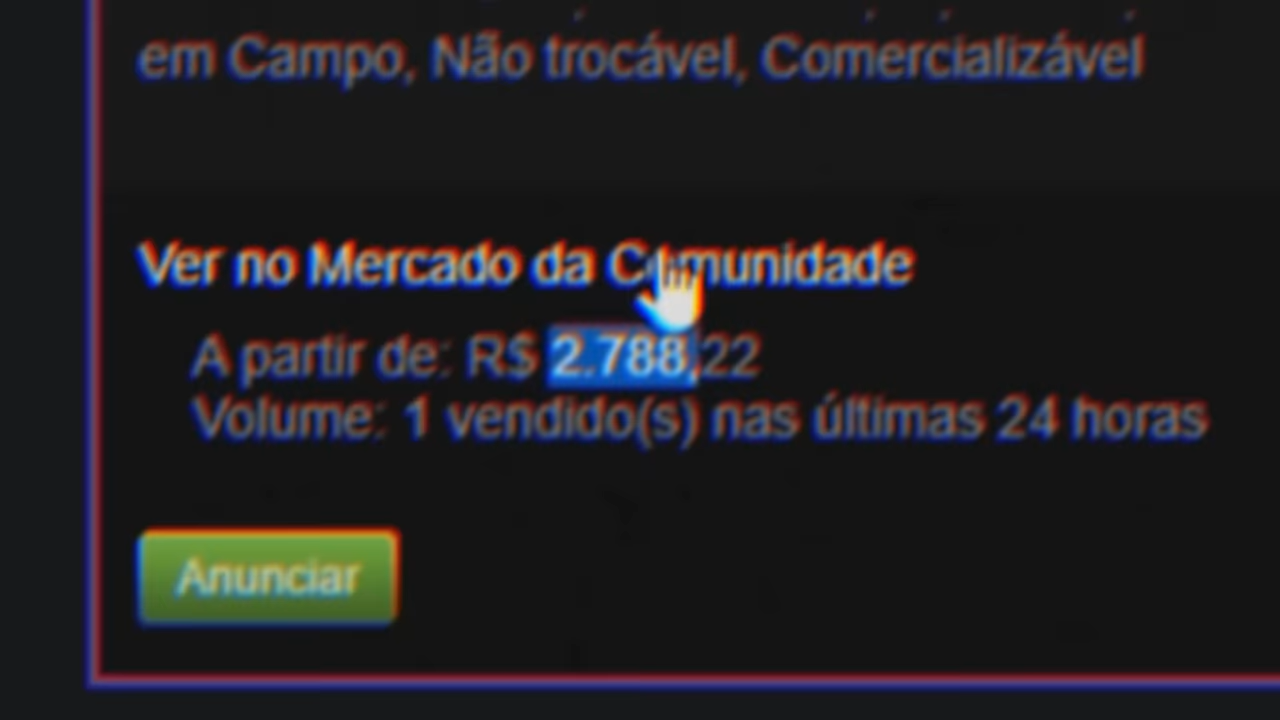 em Campo, Não trocável, Comercializável
Ver no Mercado da Comunidade
A partir de: R$ 2.788,22
Volume: 1 vendido(s) nas últimas 24 horas
Anunciar